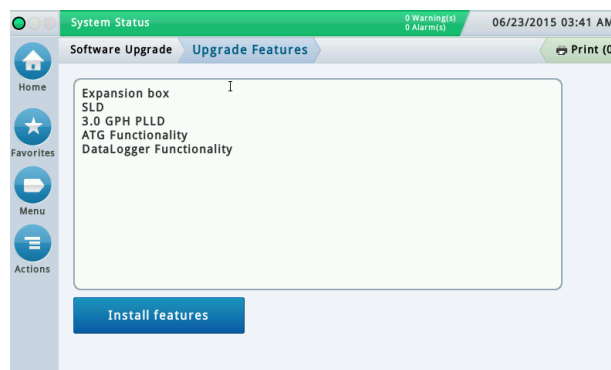 System Status
0 Warning(s)
0 Alarm(s)
06/23/2015 03:41 AM
Software Upgrade
Upgrade Features
Print (0
Home
Favorites
Menu
Actions
Expansion box
SLD
3.0 GPH PLLD
ATG Functionality
DataLogger Functionality
Install features